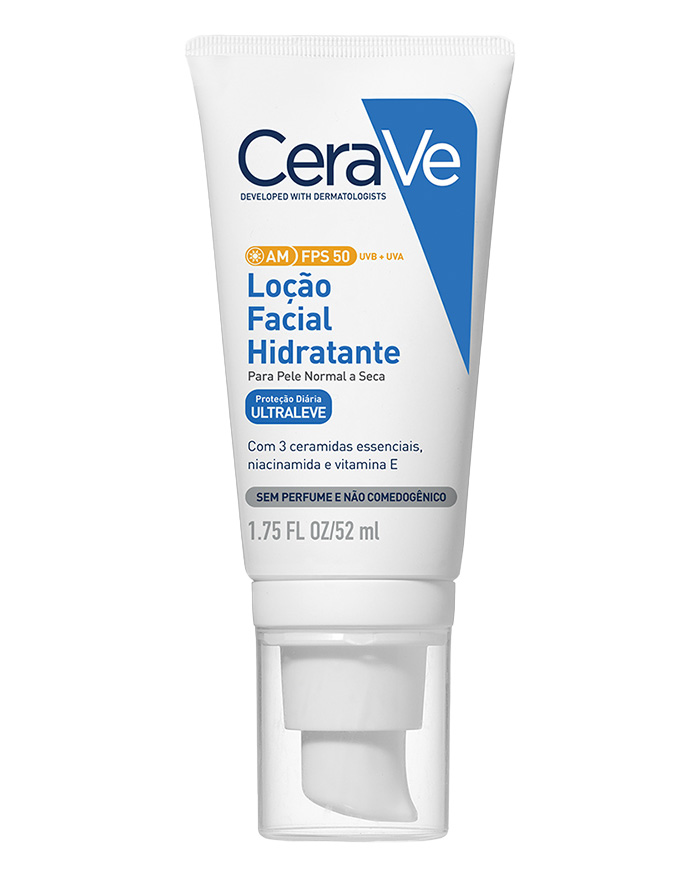 CeraVe
DEVELOPED WITH DERMATOLOGISTS
AM FPS 50 UVB + UVA
Loção
Facial
Hidratante
Para Pele Normal a Seca
Proteção Diária
ULTRALEVE
Com 3 ceramidas essenciais,
niacinamida e vitamina E
SEM PERFUME E NÃO COMEDOGÊNICO
1.75 FL OZ/52 ml